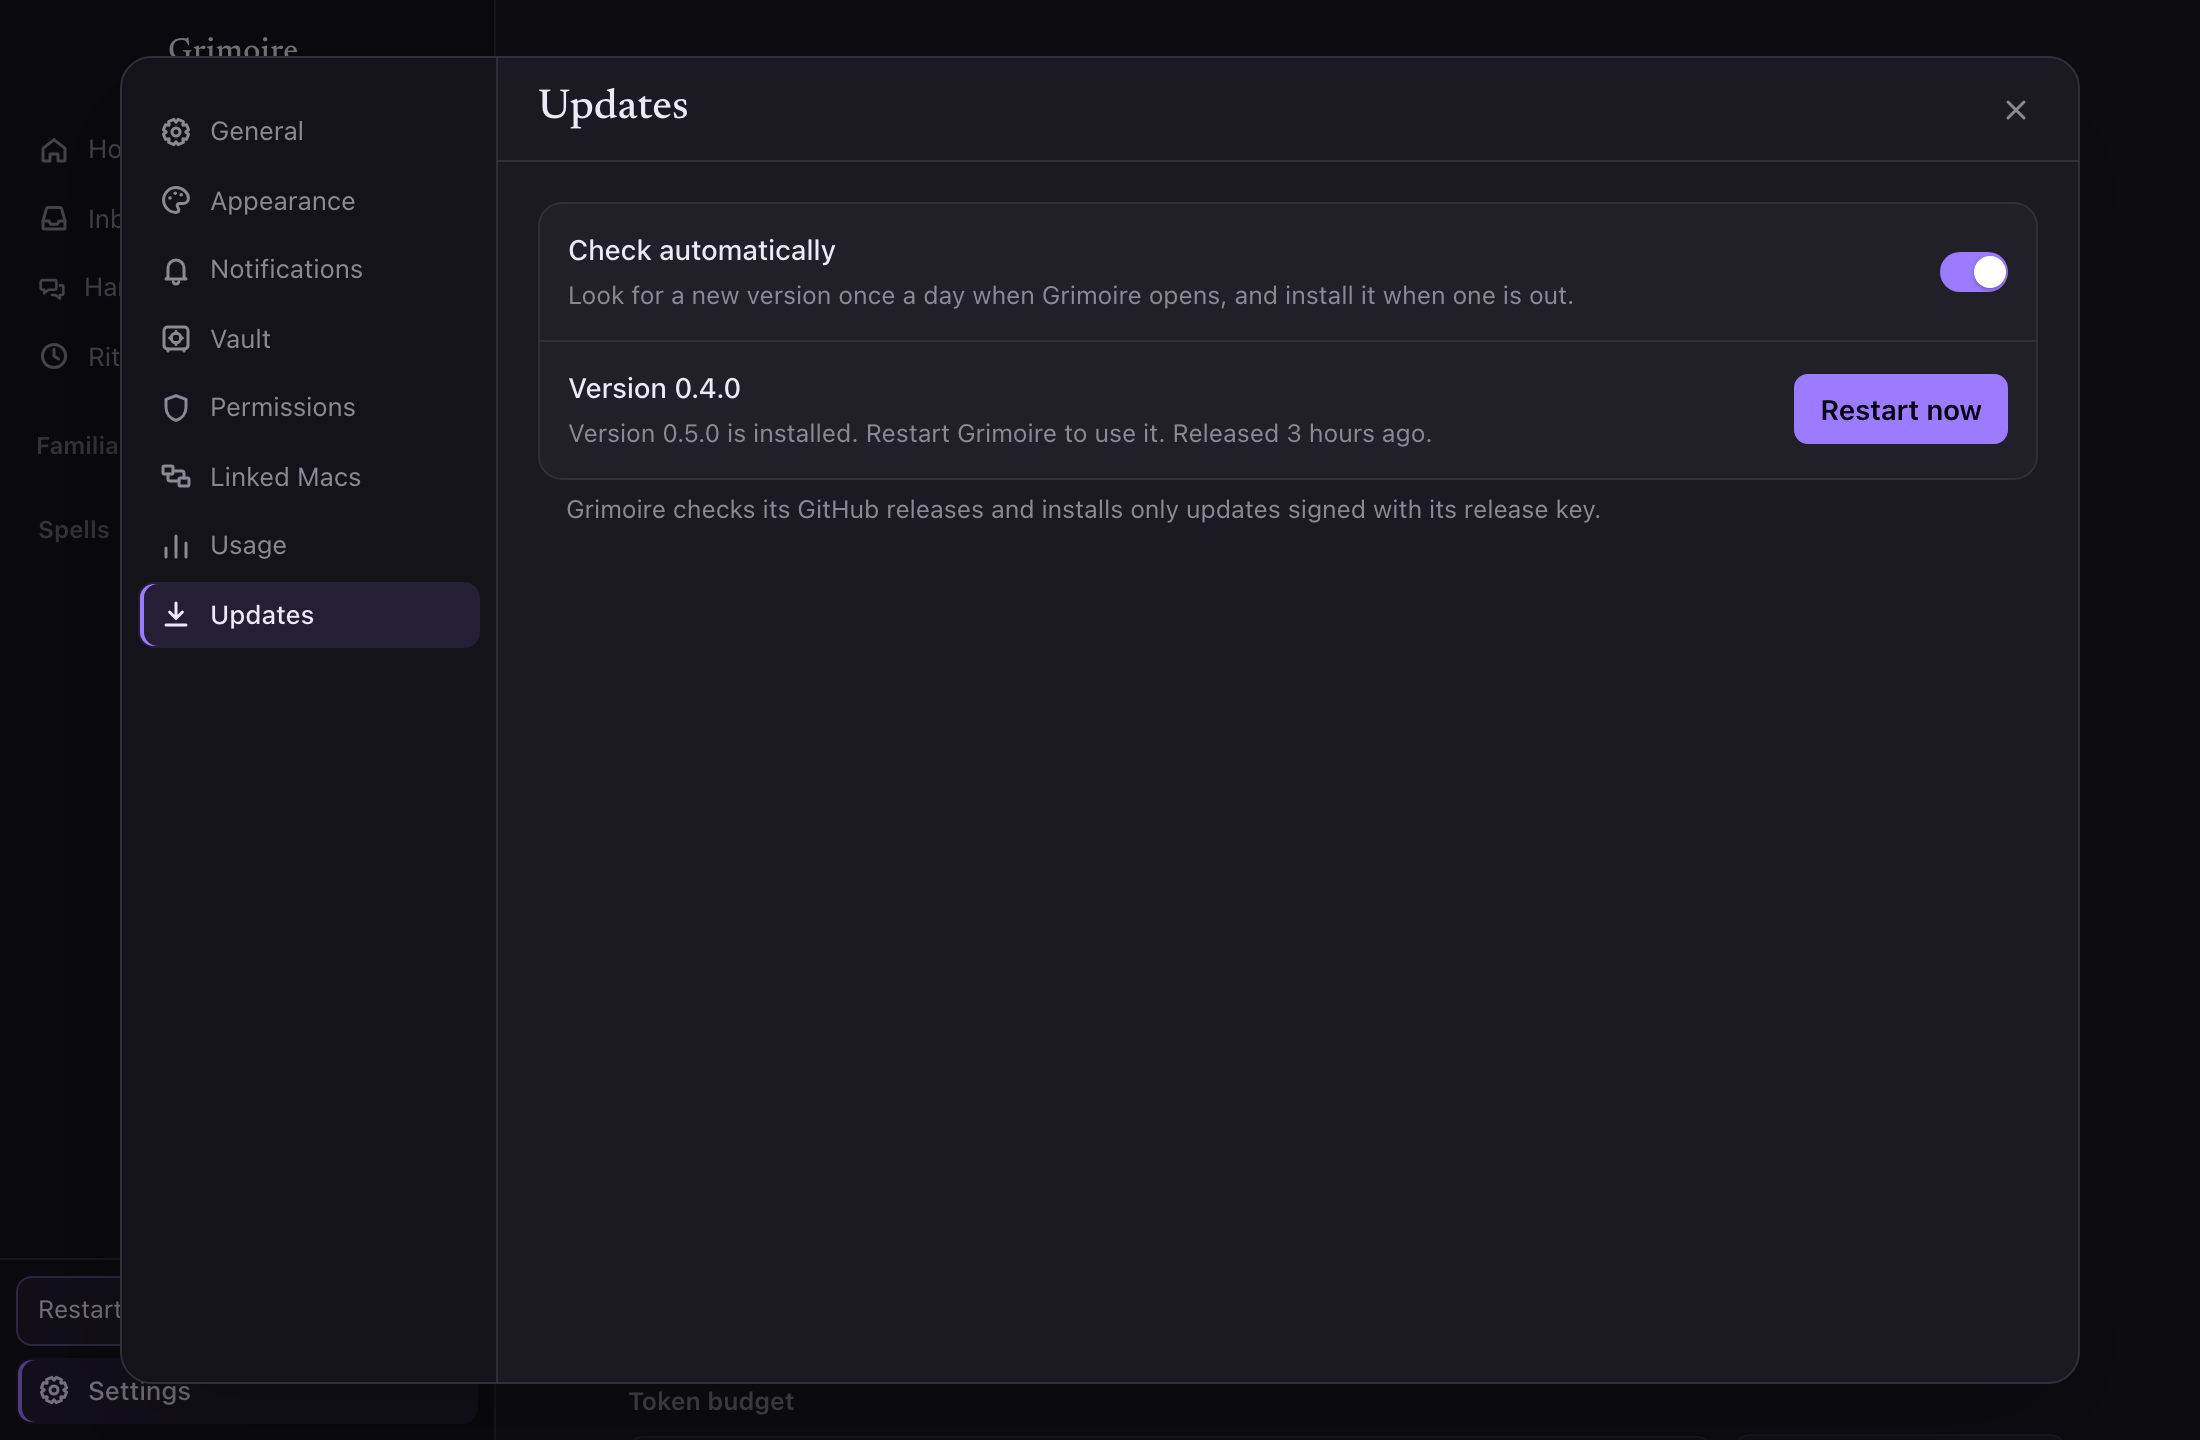 Grimoire
General
Appearance
Notifications
Vault
Permissions
Linked Macs
Usage
Updates
Updates
Check automatically
Look for a new version once a day when Grimoire opens, and install it when one is out.
Version 0.4.0
Version 0.5.0 is installed. Restart Grimoire to use it. Released 3 hours ago.
Restart now
Grimoire checks its GitHub releases and installs only updates signed with its release key.
Spells
Restart
Settings
Token budget